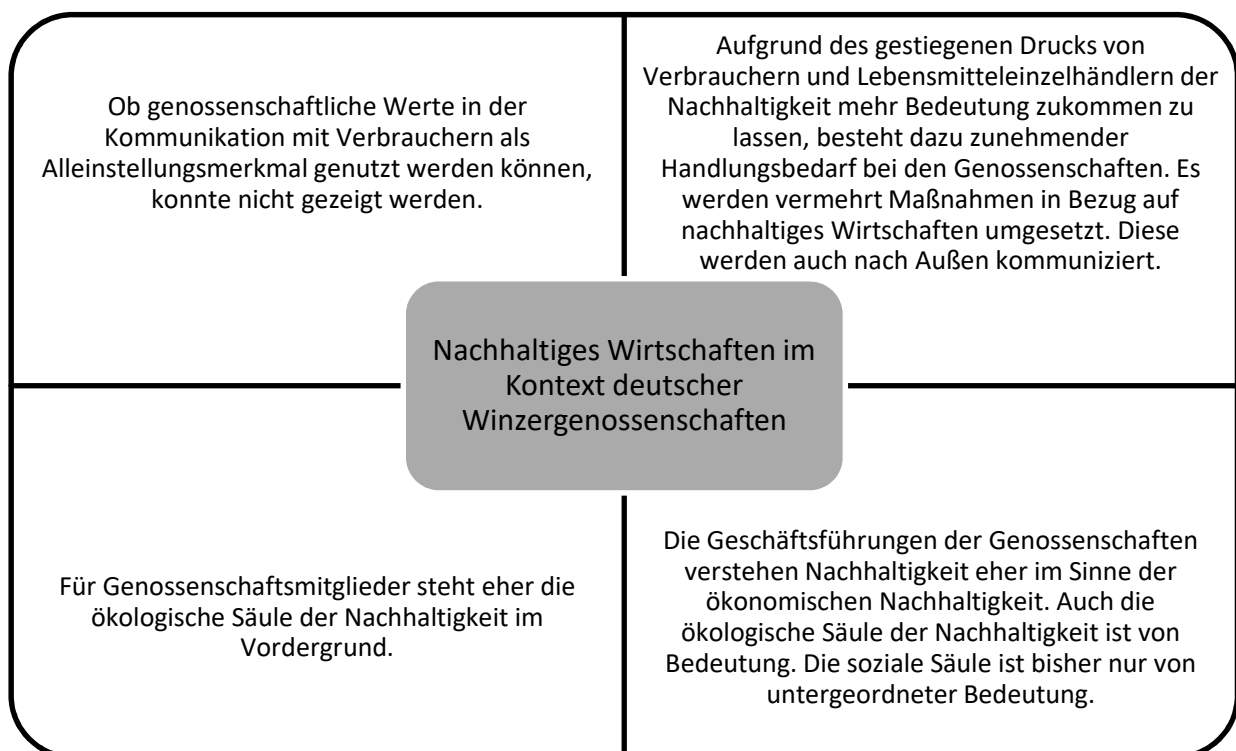 Ob genossenschaftliche Werte in der
Kommunikation mit Verbrauchern als
Alleinstellungsmerkmal genutzt werden können,
konnte nicht gezeigt werden.
Aufgrund des gestiegenen Drucks von
Verbrauchern und Lebensmitteleinzelhändlern der
Nachhaltigkeit mehr Bedeutung zukommen zu
lassen, besteht dazu zunehmender
Handlungsbedarf bei den Genossenschaften. Es
werden vermehrt Maßnahmen in Bezug auf
nachhaltiges Wirtschaften umgesetzt. Diese
werden auch nach Außen kommuniziert.
Nachhaltiges Wirtschaften im
Kontext deutscher
Winzergenossenschaften
Für Genossenschaftsmitglieder steht eher die
ökologische Säule der Nachhaltigkeit im
Vordergrund.
Die Geschäftsführungen der Genossenschaften
verstehen Nachhaltigkeit eher im Sinne der
ökonomischen Nachhaltigkeit. Auch die
ökologische Säule der Nachhaltigkeit ist von
Bedeutung. Die soziale Säule ist bisher nur von
untergeordneter Bedeutung.